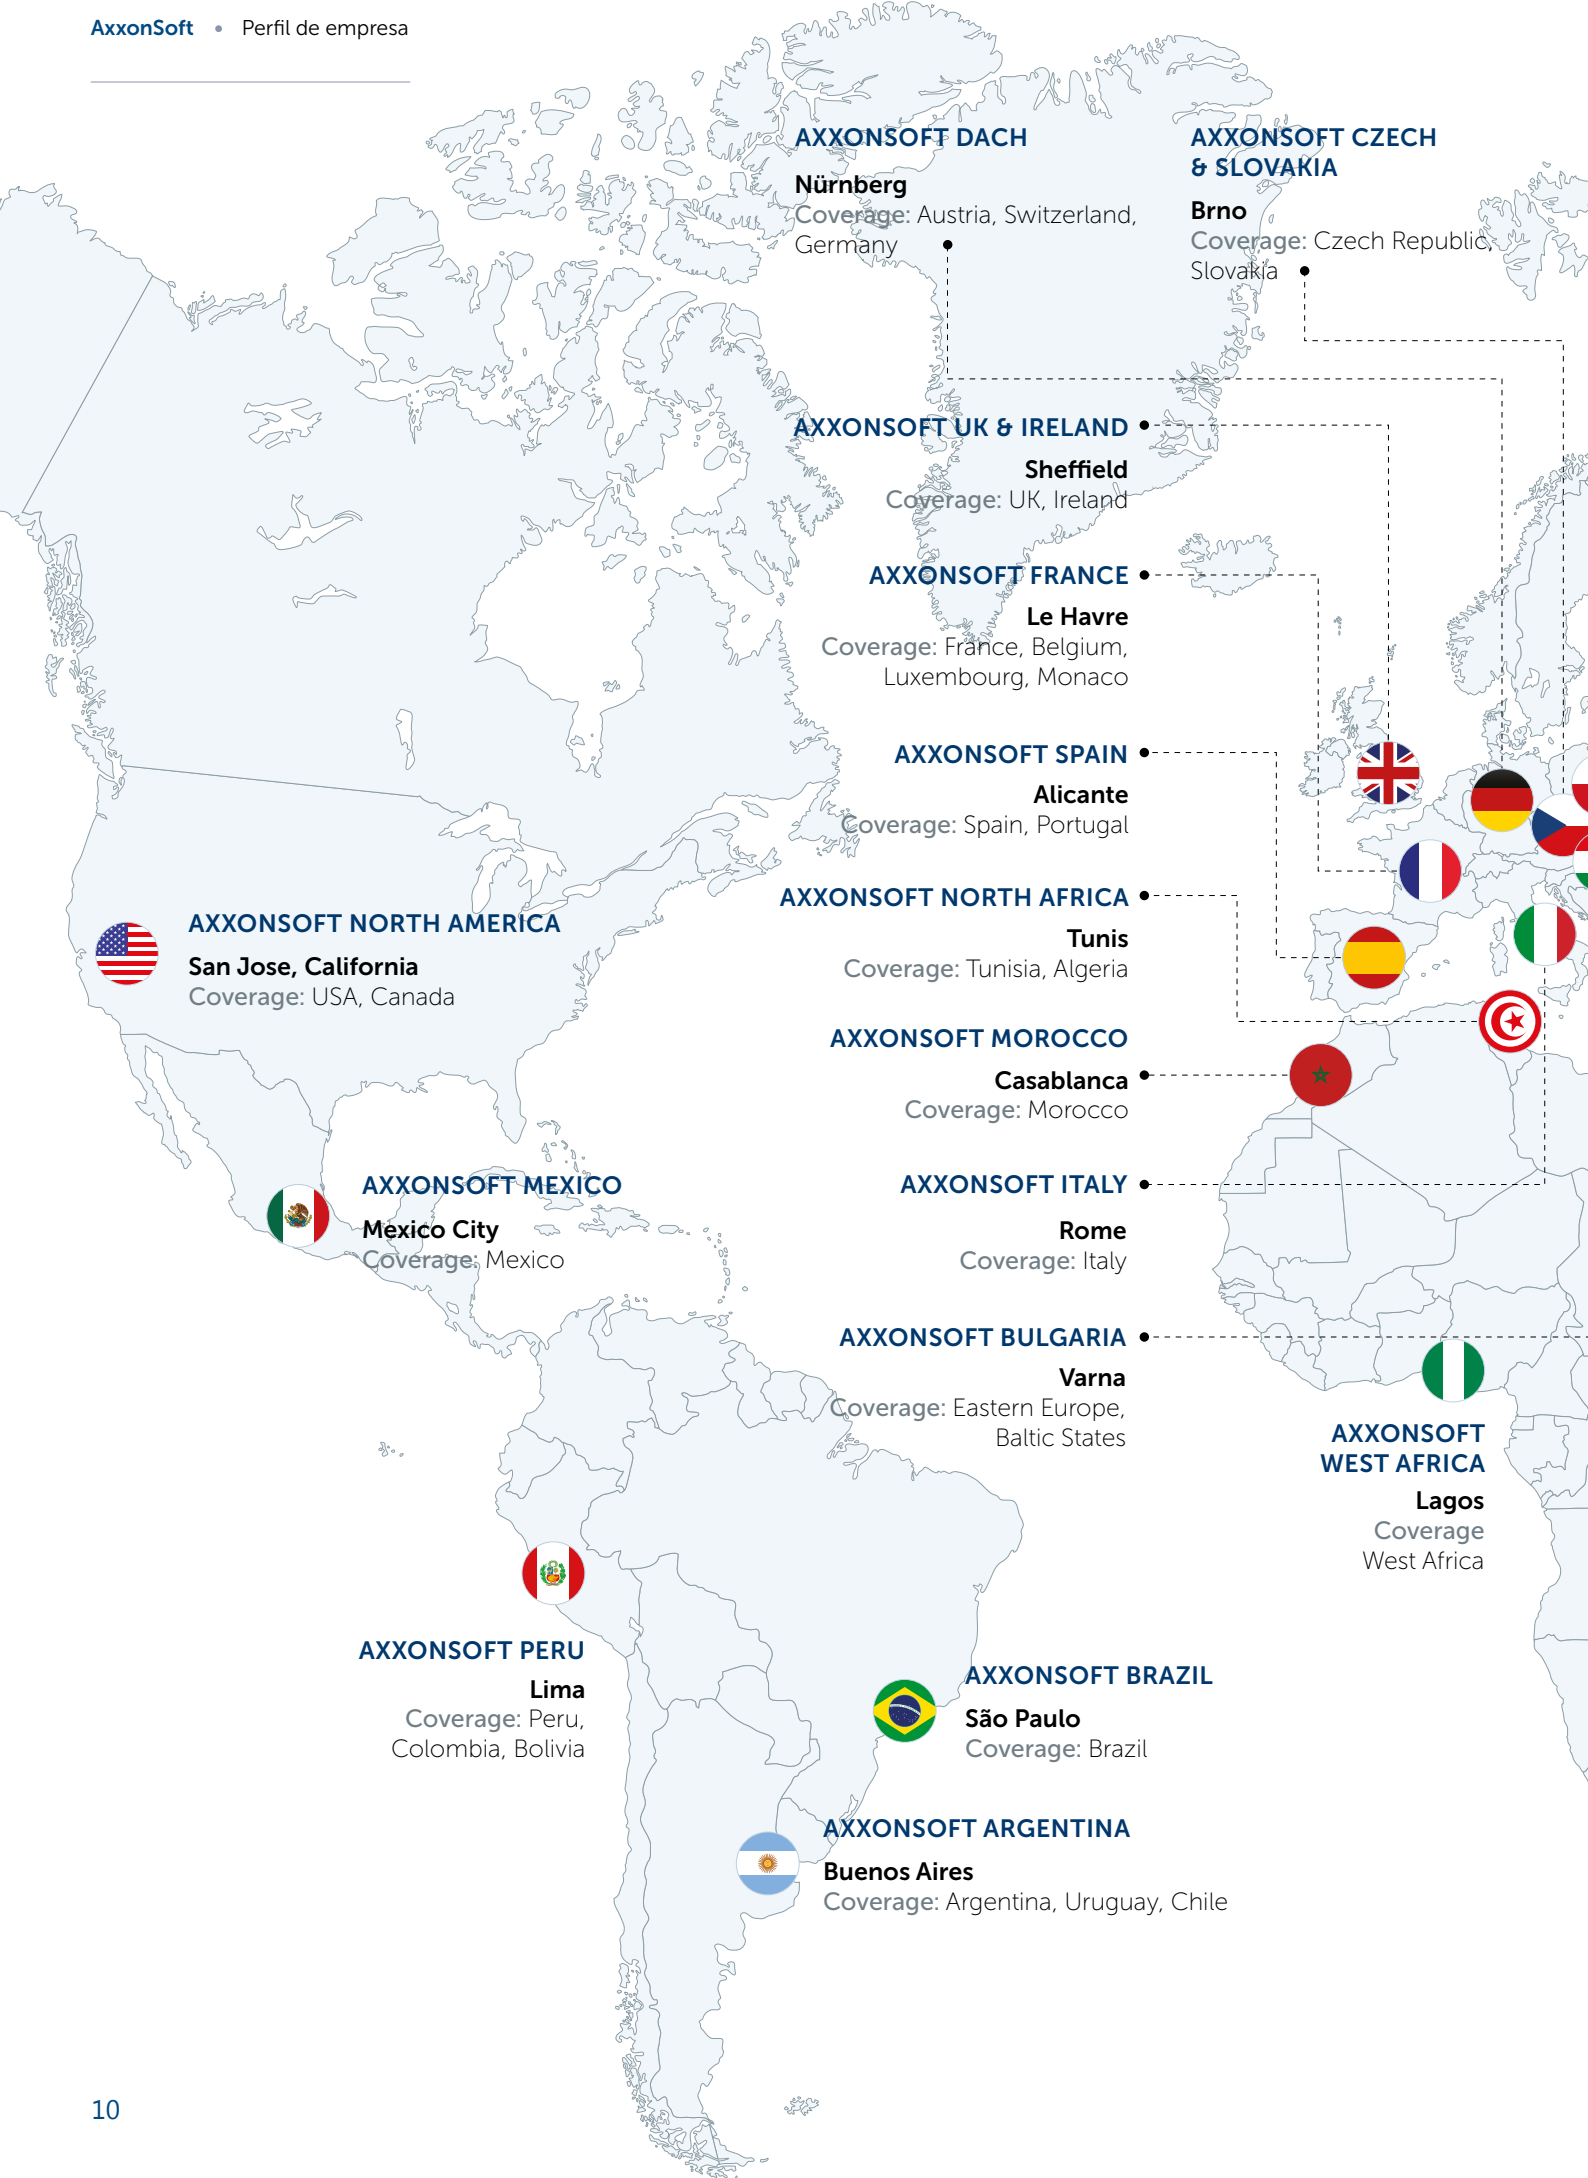 AxxonSoft • Perfil de empresa
AXXONSOFT DACH
Nürnberg
Coverage: Austria, Switzerland,
Germany
AXXONSOFT CZECH
& SLOVAKIA
Brno
Coverage: Czech Republic,
Slovakia
AXXONSOFT UK & IRELAND
Sheffield
Coverage: UK, Ireland
AXXONSOFT FRANCE
Le Havre
Coverage: France, Belgium,
Luxembourg, Monaco
AXXONSOFT SPAIN
Alicante
Coverage: Spain, Portugal
AXXONSOFT NORTH AFRICA
Tunis
Coverage: Tunisia, Algeria
AXXONSOFT NORTH AMERICA
San Jose, California
Coverage: USA, Canada
AXXONSOFT MOROCCO
Casablanca
Coverage: Morocco
AXXONSOFT MEXICO
Mexico City
Coverage: Mexico
AXXONSOFT ITALY
Rome
Coverage: Italy
AXXONSOFT BULGARIA
Varna
Coverage: Eastern Europe,
Baltic States
AXXONSOFT
WEST AFRICA
Lagos
Coverage
West Africa
AXXONSOFT PERU
Lima
Coverage: Peru,
Colombia, Bolivia
AXXONSOFT BRAZIL
São Paulo
Coverage: Brazil
AXXONSOFT ARGENTINA
Buenos Aires
Coverage: Argentina, Uruguay, Chile
10